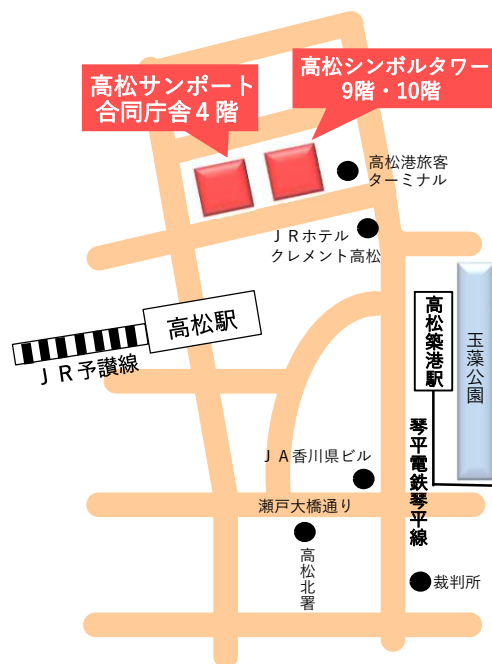 高松サンポート
合同庁舎４階
高松シンボルタワー
9階・10階
高松港旅客
ターミナル
ＪＲホテル
クレメント高松
高松駅
ＪＲ予讃線
高松築港駅
玉藻公園
琴平電鉄琴平線
ＪＡ香川県ビル
瀬戸大橋通り
高松北署
裁判所